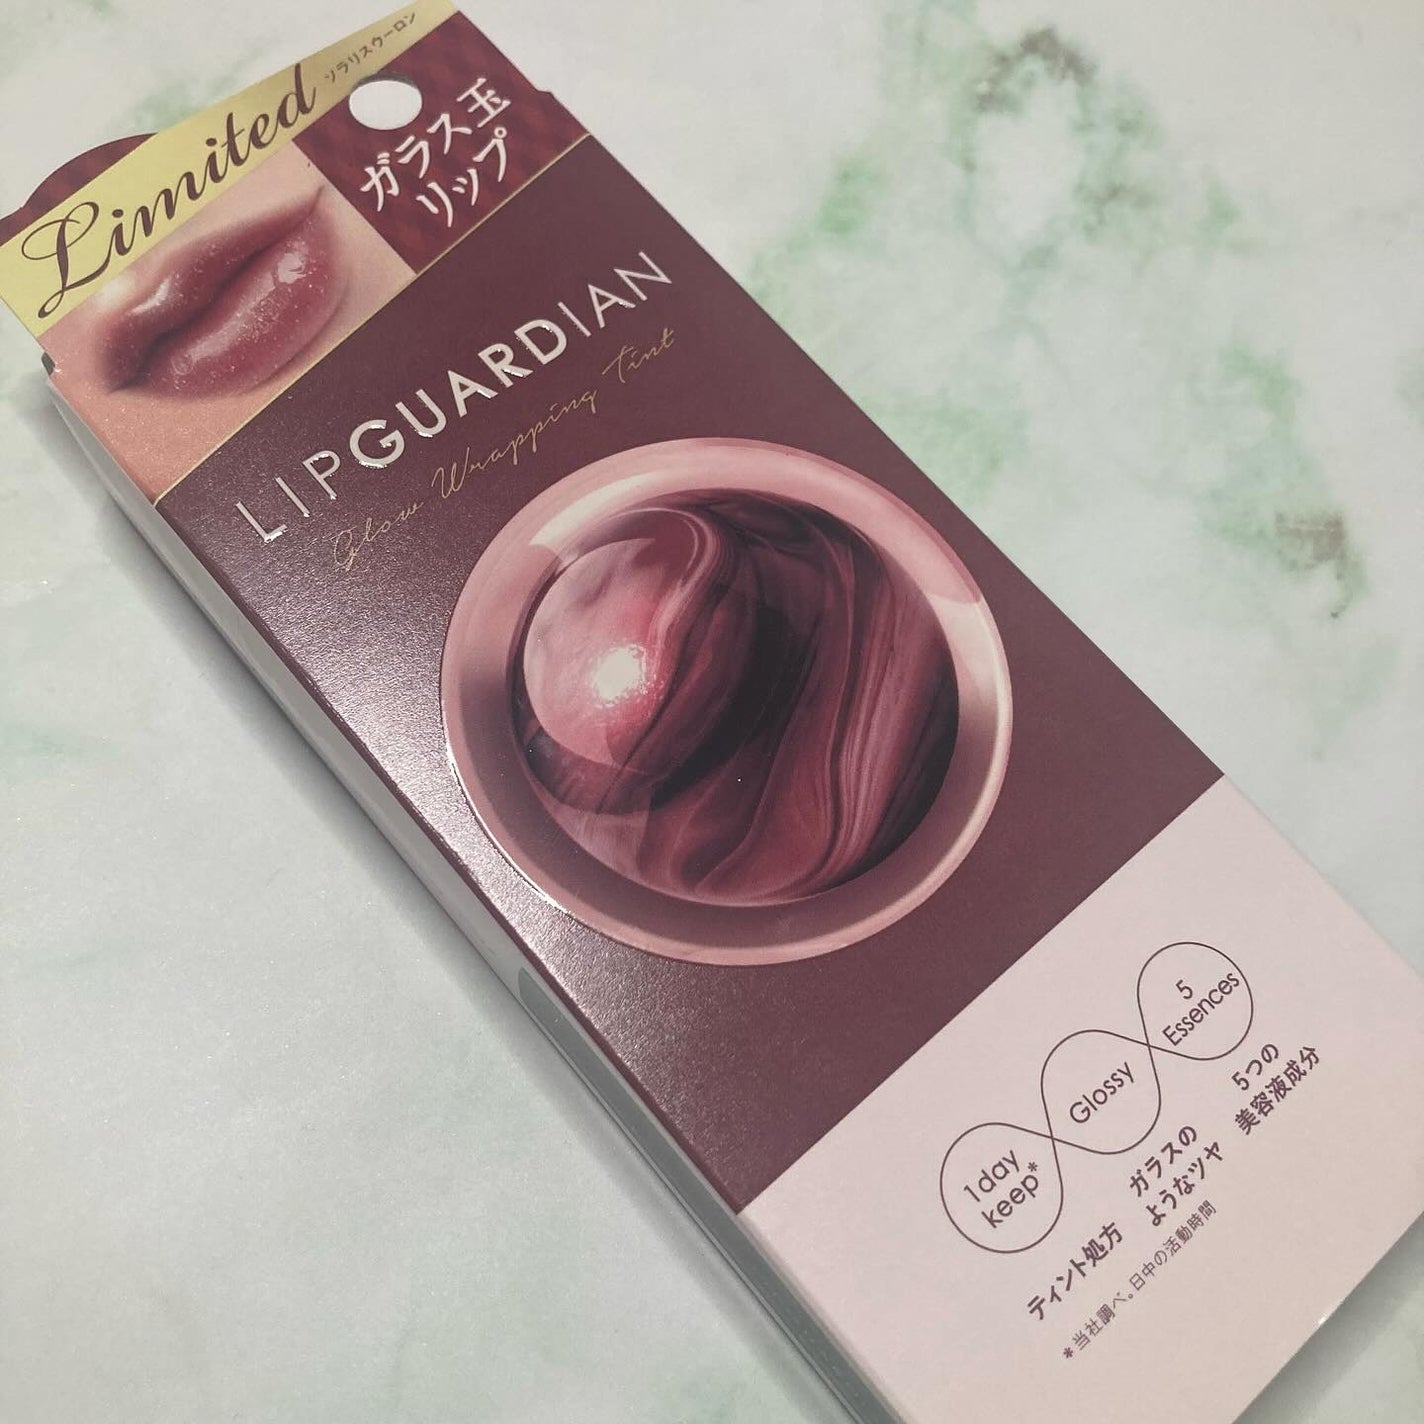 Limited
ソラリスウーロン
ガラス玉
リップ
LIPGUARDIAN
Glow Wrapping Tint
1day
keep*
Glossy
5
Essences
ティント処方
ガラスの
ようなツヤ
5つの
美容液成分
*当社調べ。日中の活動時間